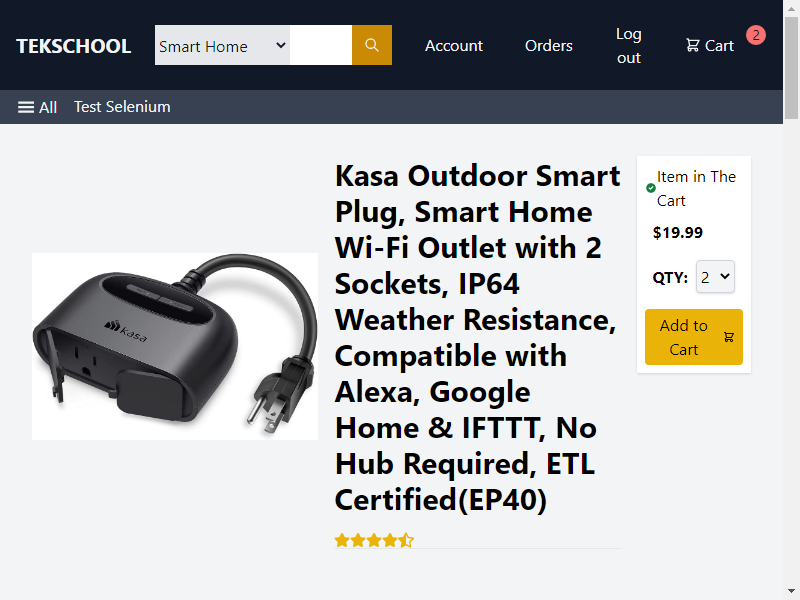 TEKSCHOOL
Smart Home
Account
Orders
Log
out
Cart
2
All
Test Selenium
Kasa Outdoor Smart
Plug, Smart Home
Wi-Fi Outlet with 2
Sockets, IP64
Weather Resistance,
Compatible with
Alexa, Google
Home & IFTTT, No
Hub Required, ETL
Certified(EP40)
Item in The
Cart
$19.99
QTY:
2
Add to
Cart
kasa